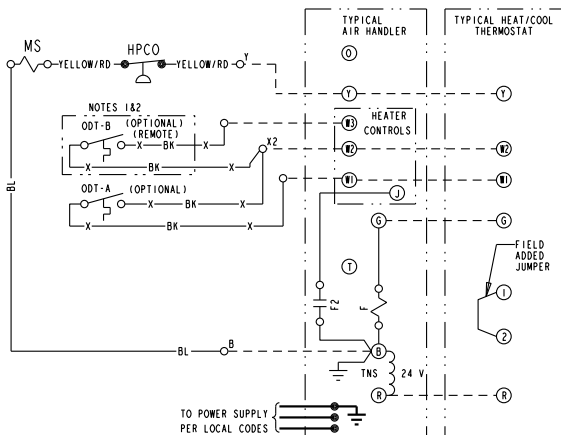 TYPICAL
AIR HANDLER
TYPICAL HEAT/COOL
THERMOSTAT
MS
HPCO
YELLOW/RD
YELLOW/RD
Y
O
Y
Y
NOTES 1&2
ODT-B
(OPTIONAL)
(REMOTE)
X
BK
X
W3
HEATER
CONTROLS
X
BK
X
X2
W2
W2
ODT-A
(OPTIONAL)
X
BK
X
W1
W1
J
X
BK
X
G
G
BL
T
FIELD
ADDED
JUMPER
F2
F
1
2
BL
B
B
TNS
24 V
R
R
TO POWER SUPPLY
PER LOCAL CODES